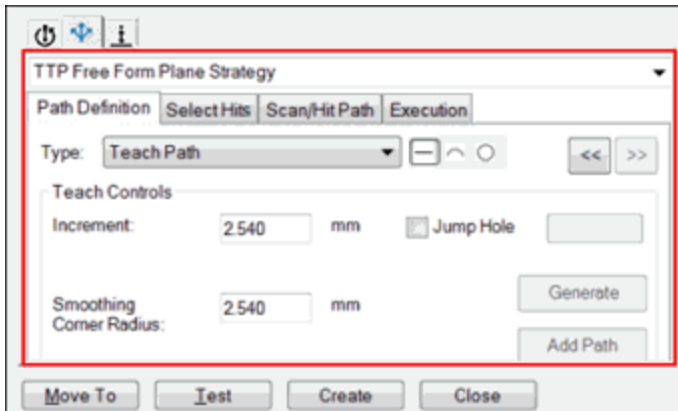 TTP Free Form Plane Strategy
Path Definition Select Hits Scan/Hit Path Execution
Type: Teach Path << >>
Teach Controls
Increment: 2.540 mm Jump Hole
Generate
Smoothing 2.540 mm
Corner Radius:
Add Path
Move To Test Create Close